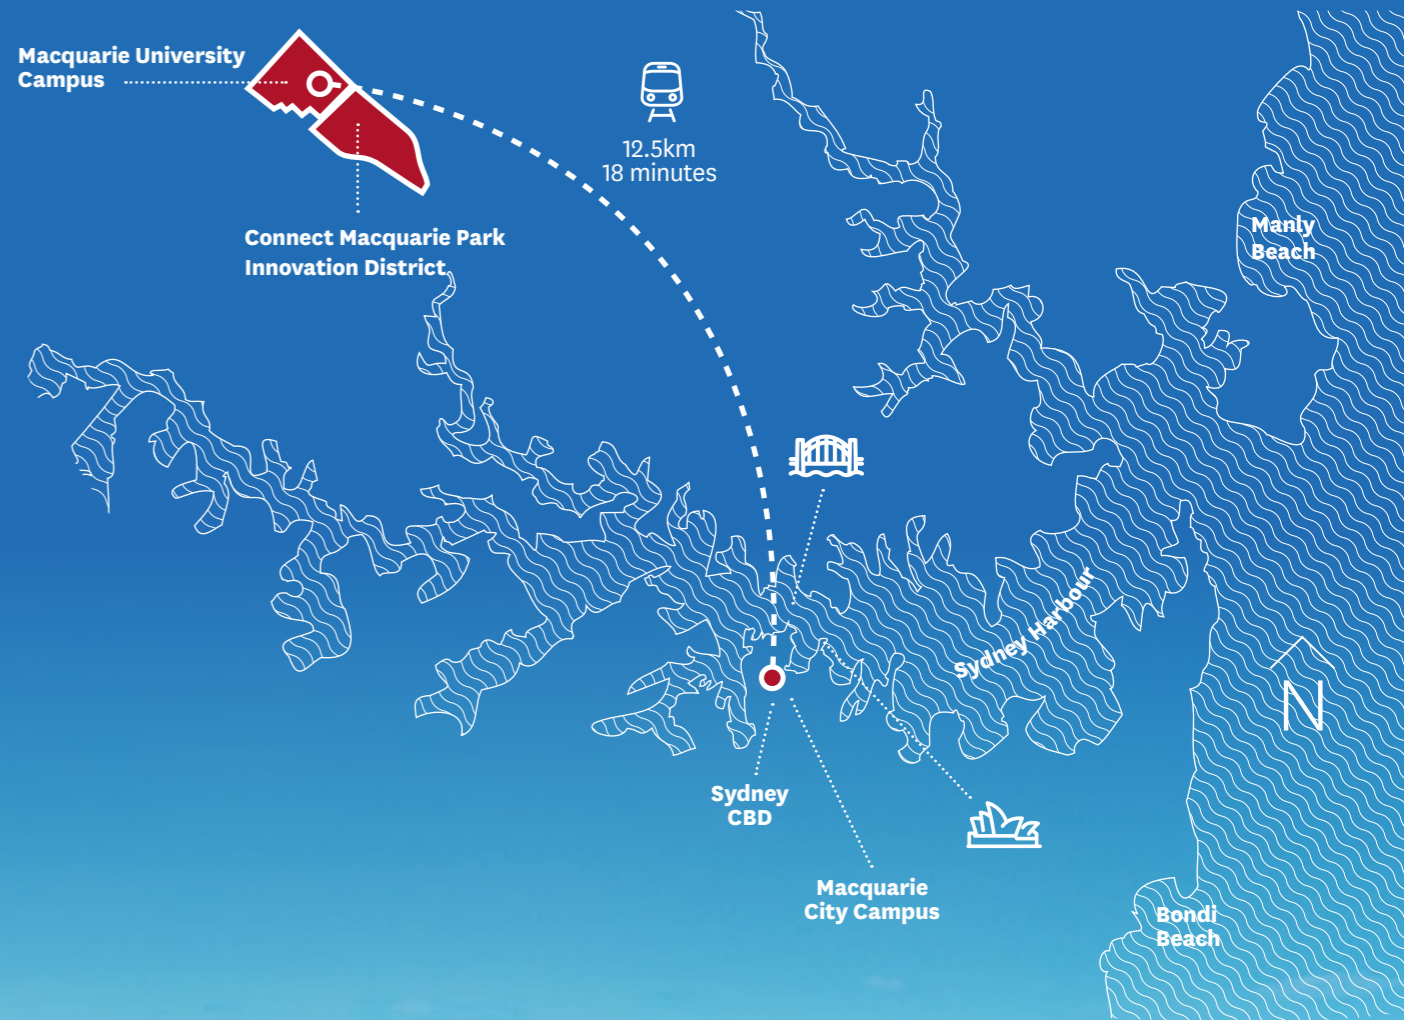 Macquarie University
Campus
12.5km
18 minutes
Connect Macquarie Park
Innovation District
Manly
Beach
Sydney Harbour
N
Sydney
CBD
Macquarie
City Campus
Bondi
Beach